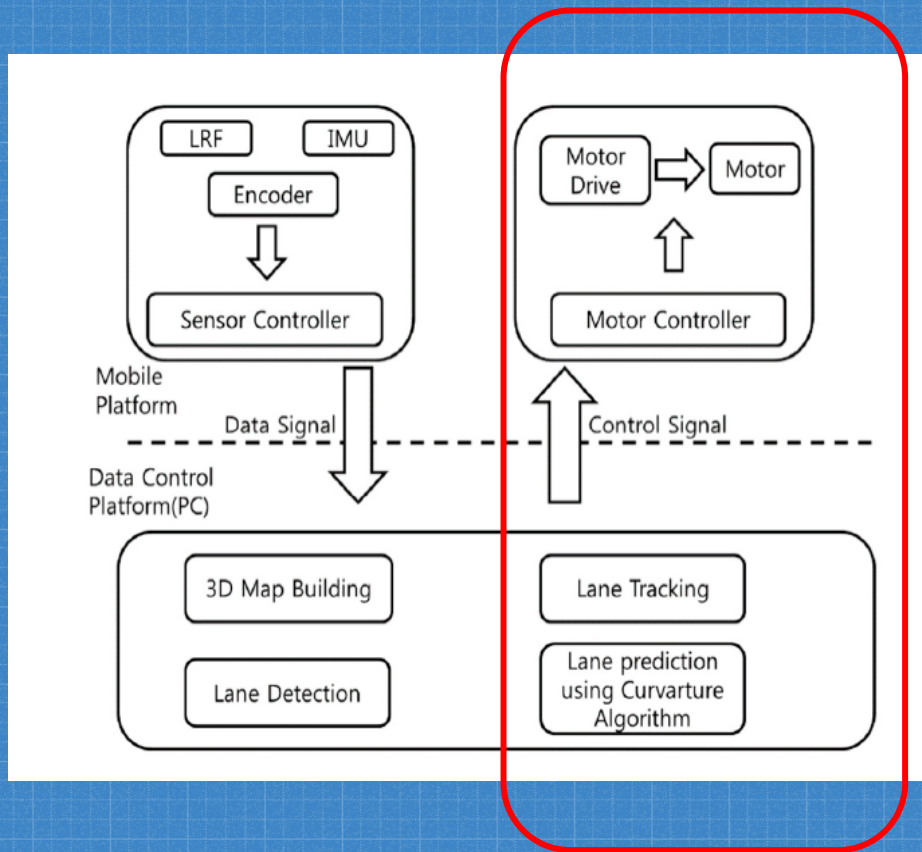 LRF
IMU
Encoder
Sensor Controller
Motor
Drive
Motor
Motor Controller
Mobile
Platform
Data Signal
Control Signal
Data Control
Platform(PC)
3D Map Building
Lane Tracking
Lane Detection
Lane prediction
using Curvarture
Algorithm